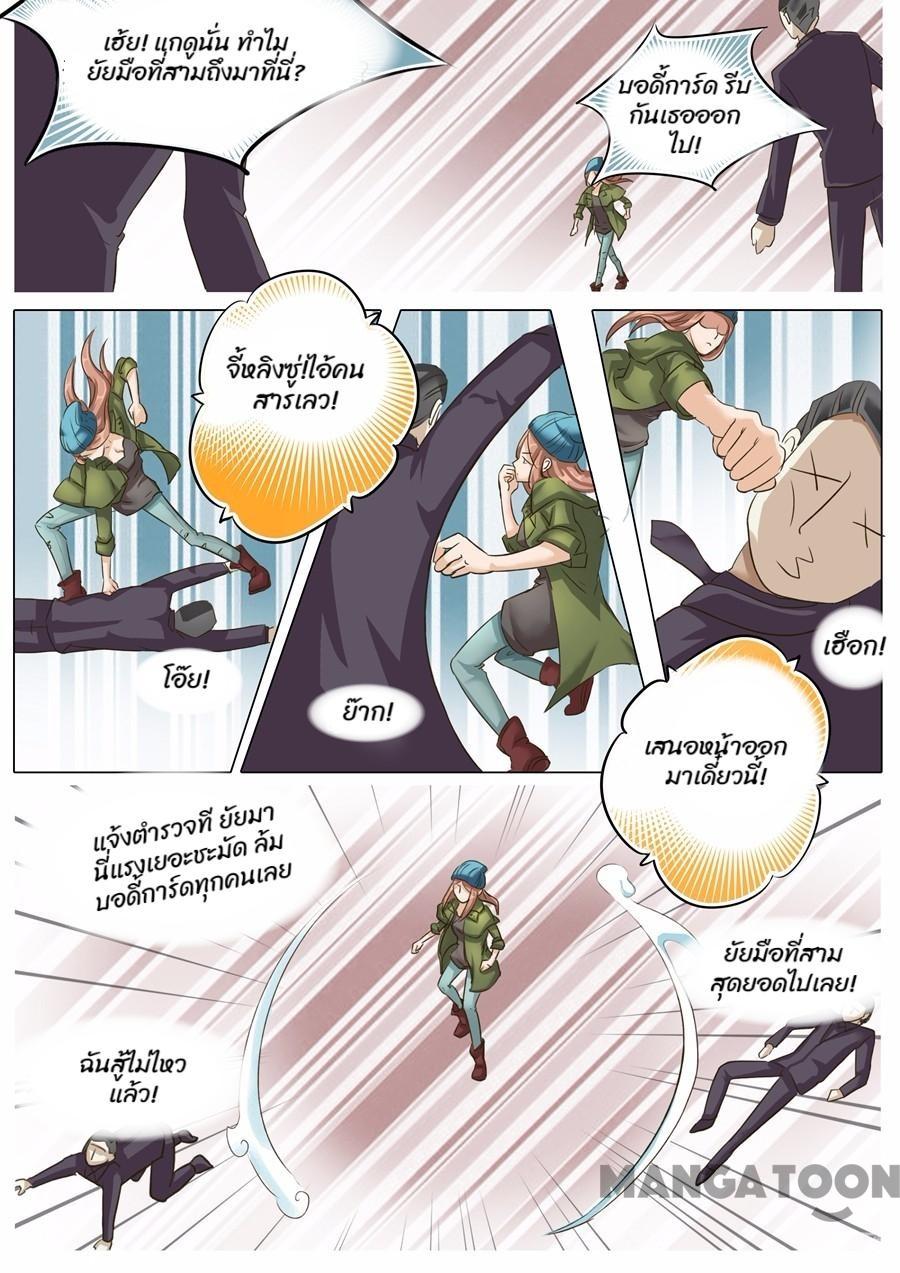 เฮ้ย! แกดูนั่น ทำไม
ยัยมือที่สามถึงมาที่นี่?
บอดี้การ์ด รีบ
กันเธอออก
ไป!
จี้หลิงซู่!ไอ้คน
สารเลว!
โอ๊ย!
ย๊าก!
เฮือก!
เสนอหน้าออก
มาเดี๋ยวนี้!
แจ้งตำรวจที ยัยมา
นี่แรงเยอะชะมัด ล้ม
บอดี้การ์ดทุกคนเลย
ยัยมือที่สาม
สุดยอดไปเลย!
ฉันสู้ไม่ไหว
แล้ว!
MANGATOON